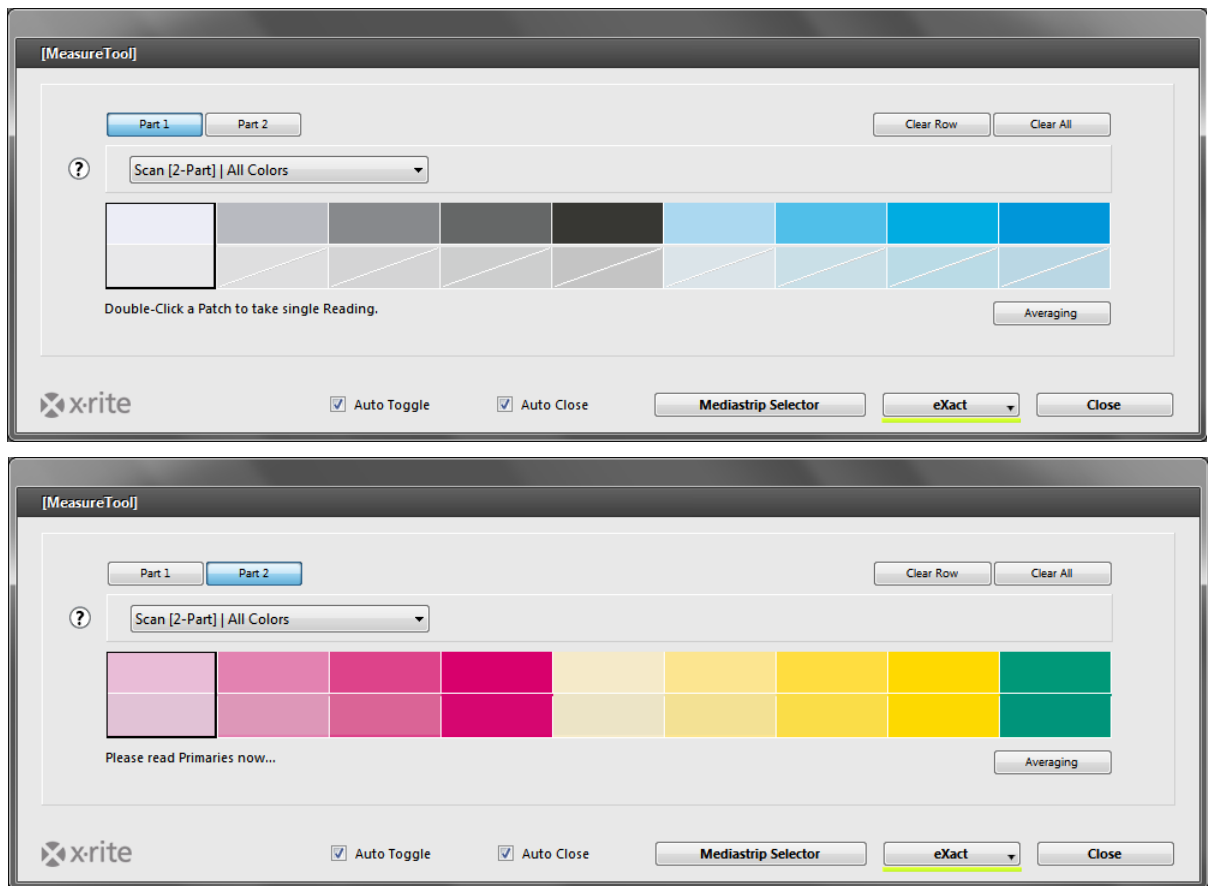 [MeasureTool]
Part 1 Part 2 Clear Row Clear All
? Scan [2-Part] | All Colors
Double-Click a Patch to take single Reading.
Averaging
x·rite Auto Toggle Auto Close Mediastrip Selector eXact Close
[MeasureTool]
Part 1 Part 2 Clear Row Clear All
? Scan [2-Part] | All Colors
Please read Primaries now...
Averaging
x·rite Auto Toggle Auto Close Mediastrip Selector eXact Close